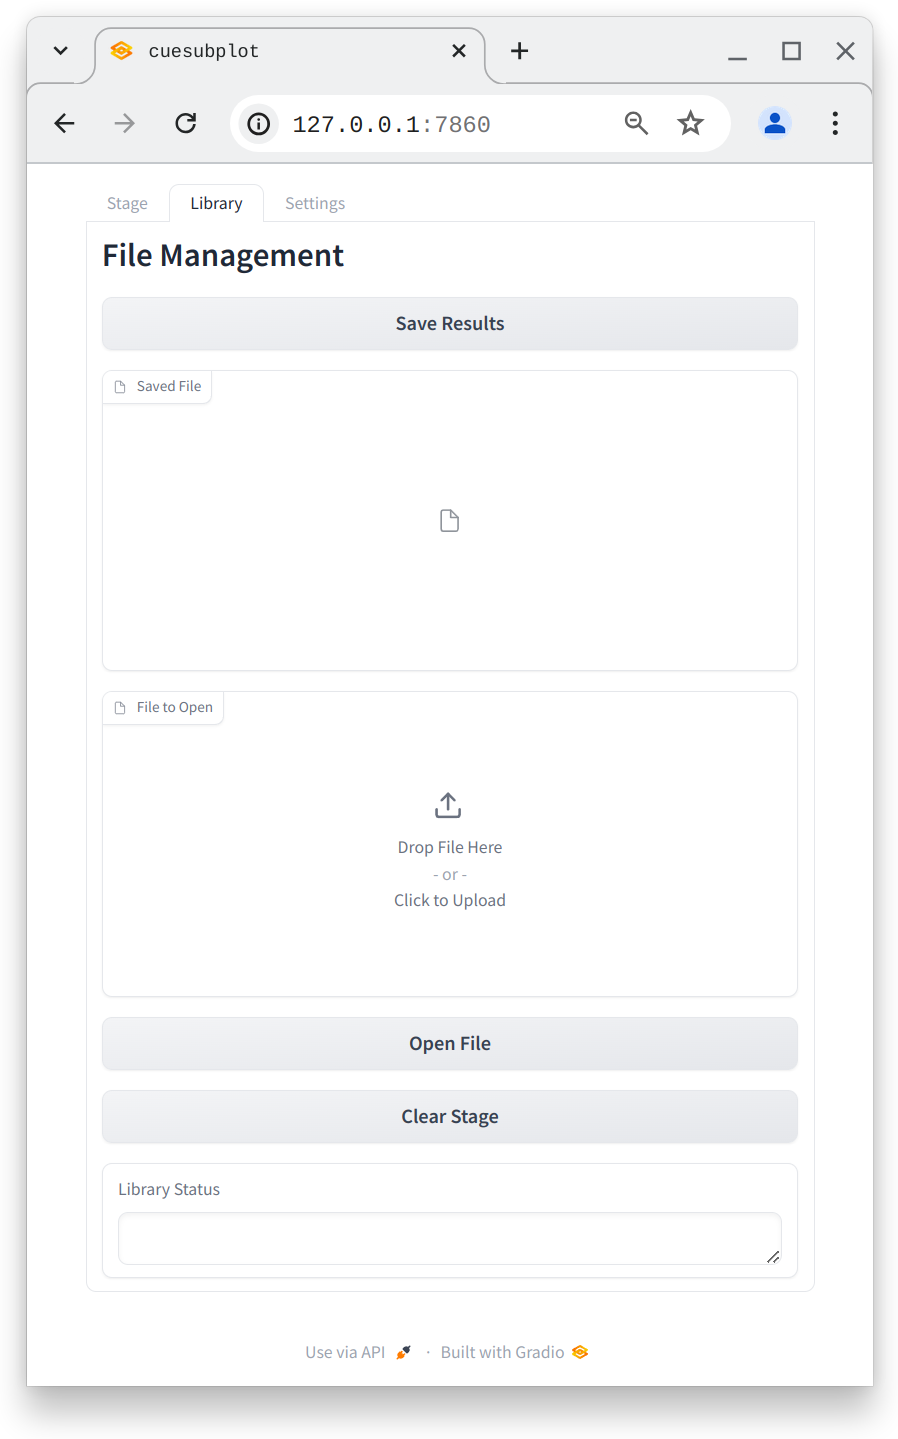 cuesubplot
127.0.0.1:7860
Stage Library Settings
File Management
Save Results
Saved File
File to Open
Drop File Here
- or -
Click to Upload
Open File
Clear Stage
Library Status
Use via API · Built with Gradio